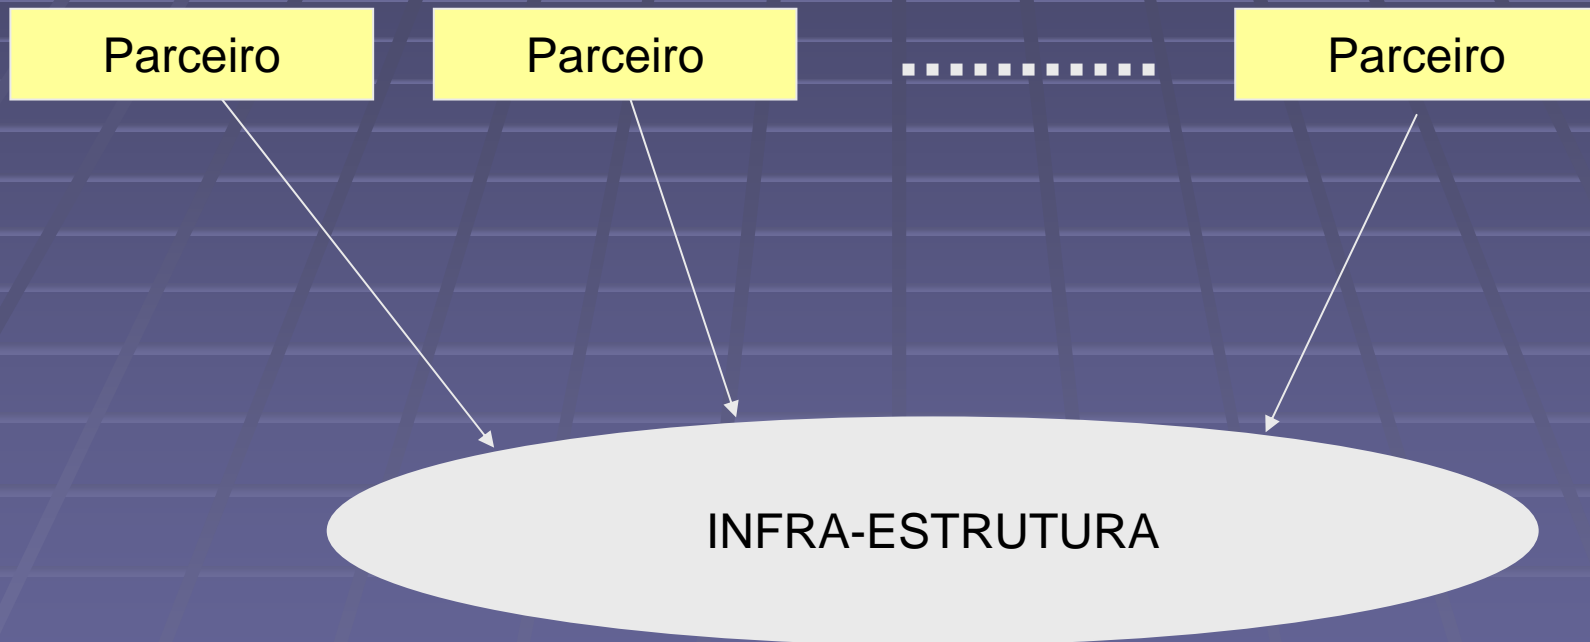 Parceiro Parceiro ........... Parceiro
INFRA-ESTRUTURA